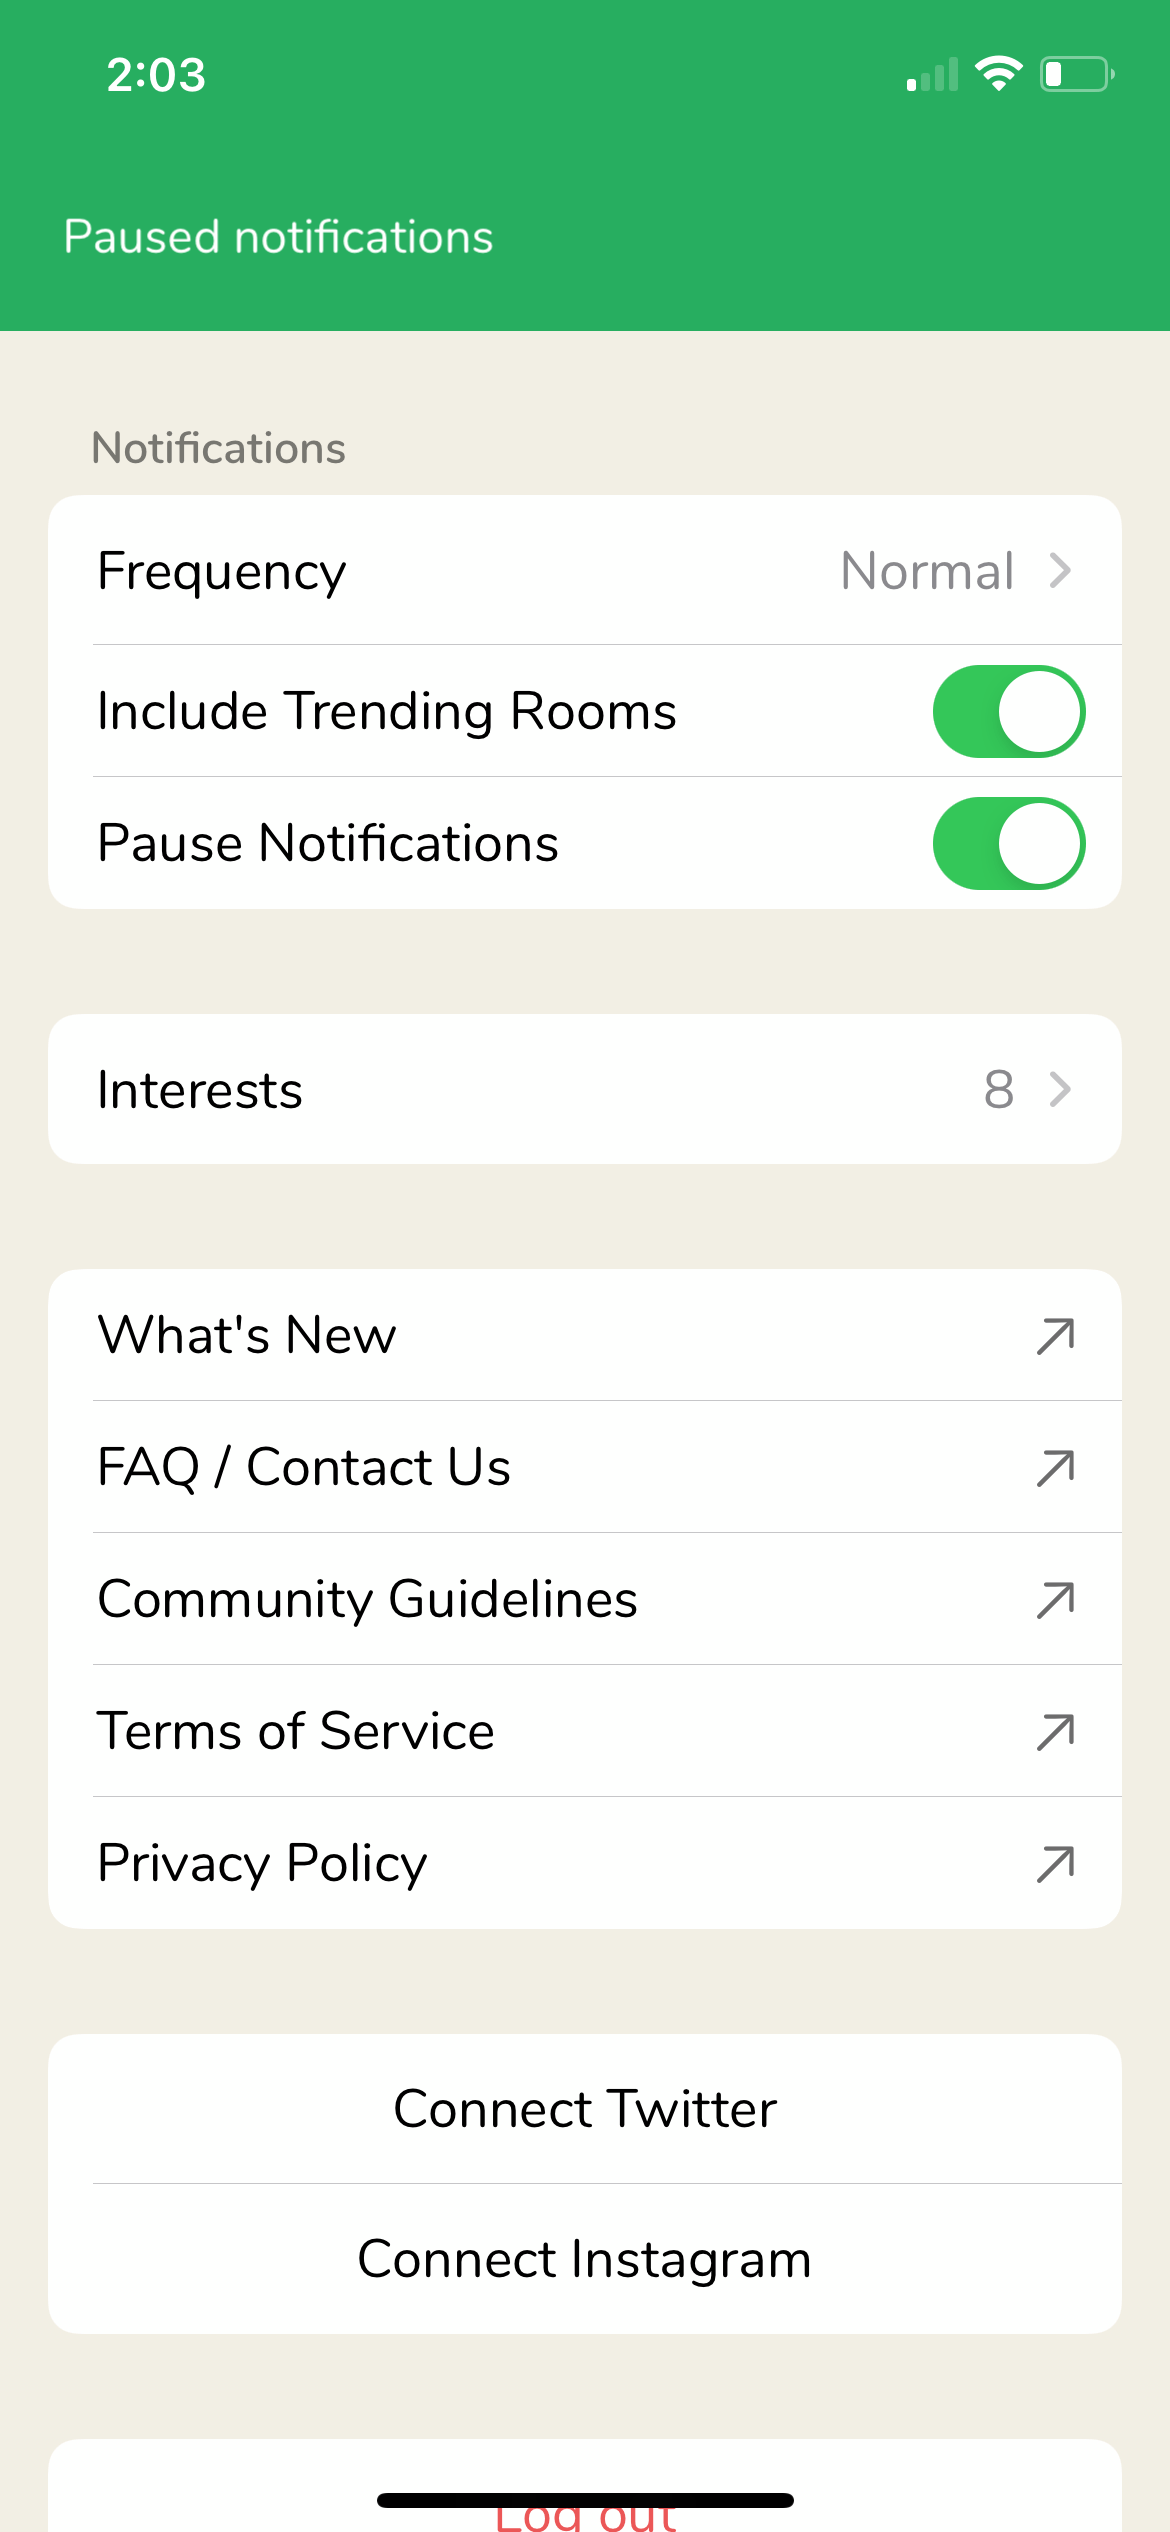 2:03
Paused notifications
Notifications
Frequency Normal
Include Trending Rooms
Pause Notifications
Interests 8
What's New
FAQ / Contact Us
Community Guidelines
Terms of Service
Privacy Policy
Connect Twitter
Connect Instagram
Log out